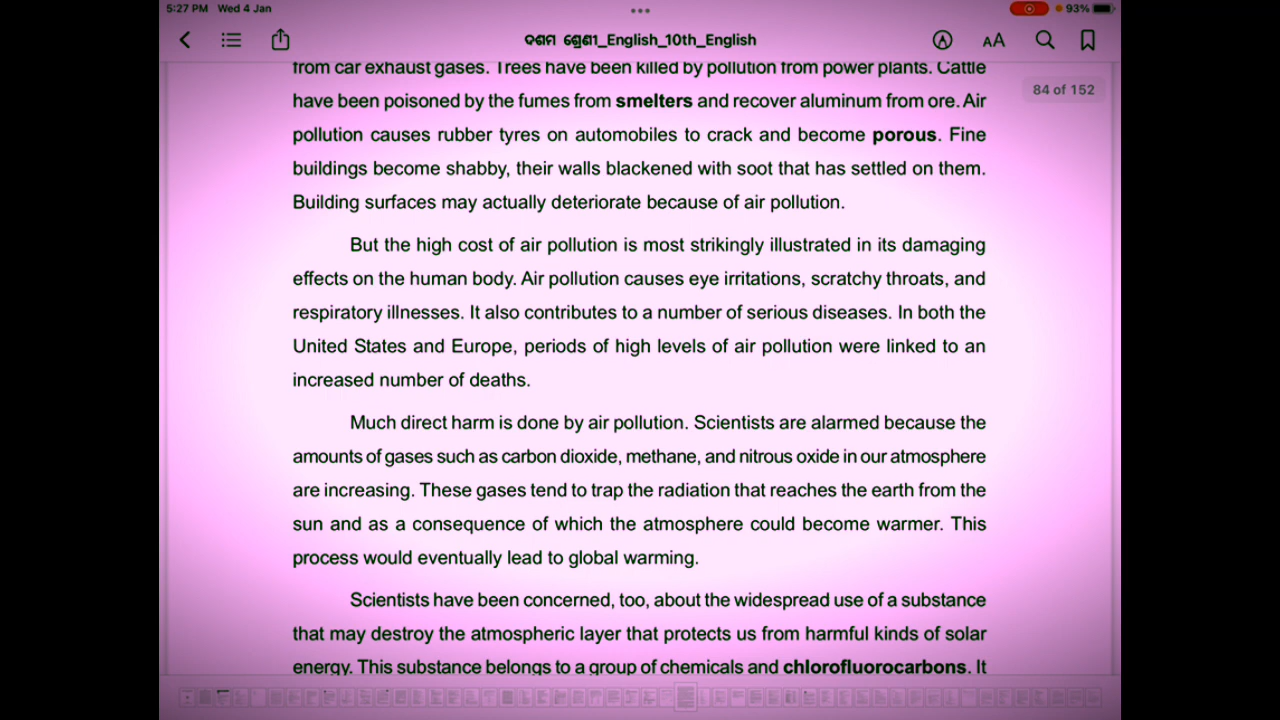 5:27 PM Wed 4 Jan
93%
ଦଶମ ଶ୍ରେଣୀ_English_10th_English
AA
from car exhaust gases. Trees have been killed by pollution from power plants. Cattle
84 of 152
have been poisoned by the fumes from smelters and recover aluminum from ore. Air
pollution causes rubber tyres on automobiles to crack and become porous. Fine
buildings become shabby, their walls blackened with soot that has settled on them.
Building surfaces may actually deteriorate because of air pollution.
But the high cost of air pollution is most strikingly illustrated in its damaging
effects on the human body. Air pollution causes eye irritations, scratchy throats, and
respiratory illnesses. It also contributes to a number of serious diseases. In both the
United States and Europe, periods of high levels of air pollution were linked to an
increased number of deaths.
Much direct harm is done by air pollution. Scientists are alarmed because the
amounts of gases such as carbon dioxide, methane, and nitrous oxide in our atmosphere
are increasing. These gases tend to trap the radiation that reaches the earth from the
sun and as a consequence of which the atmosphere could become warmer. This
process would eventually lead to global warming.
Scientists have been concerned, too, about the widespread use of a substance
that may destroy the atmospheric layer that protects us from harmful kinds of solar
energy. This substance belongs to a group of chemicals and chlorofluorocarbons. It